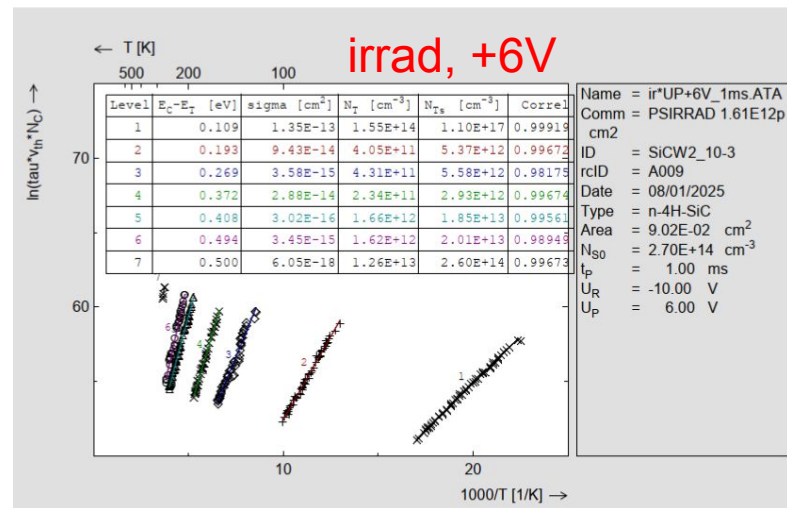 irrad, +6V
← T [K]
500 200 100
Level E_C-E_T [eV] sigma [cm²] N_T [cm⁻³] N_Ts [cm⁻³] Correl
1 0.109 1.35E-13 1.55E+14 1.10E+17 0.99919
2 0.193 9.43E-14 4.05E+11 5.37E+12 0.99672
3 0.269 3.58E-15 4.31E+11 5.58E+12 0.98175
4 0.372 2.88E-14 2.34E+11 2.93E+12 0.99674
5 0.408 3.02E-16 1.66E+12 1.85E+13 0.99561
6 0.494 3.45E-15 1.62E+12 2.01E+13 0.98949
7 0.500 6.05E-18 1.26E+13 2.60E+14 0.99673
ln(tau*v_th*N_C) →
70
60
7
6
4
3
2
1
10 20
1000/T [1/K] →
Name = ir*UP+6V_1ms.ATA
Comm = PSIRRAD 1.61E12p
cm2
ID = SiCW2_10-3
rcID = A009
Date = 08/01/2025
Type = n-4H-SiC
Area = 9.02E-02 cm²
N_S0 = 2.70E+14 cm⁻³
t_P = 1.00 ms
U_R = -10.00 V
U_P = 6.00 V